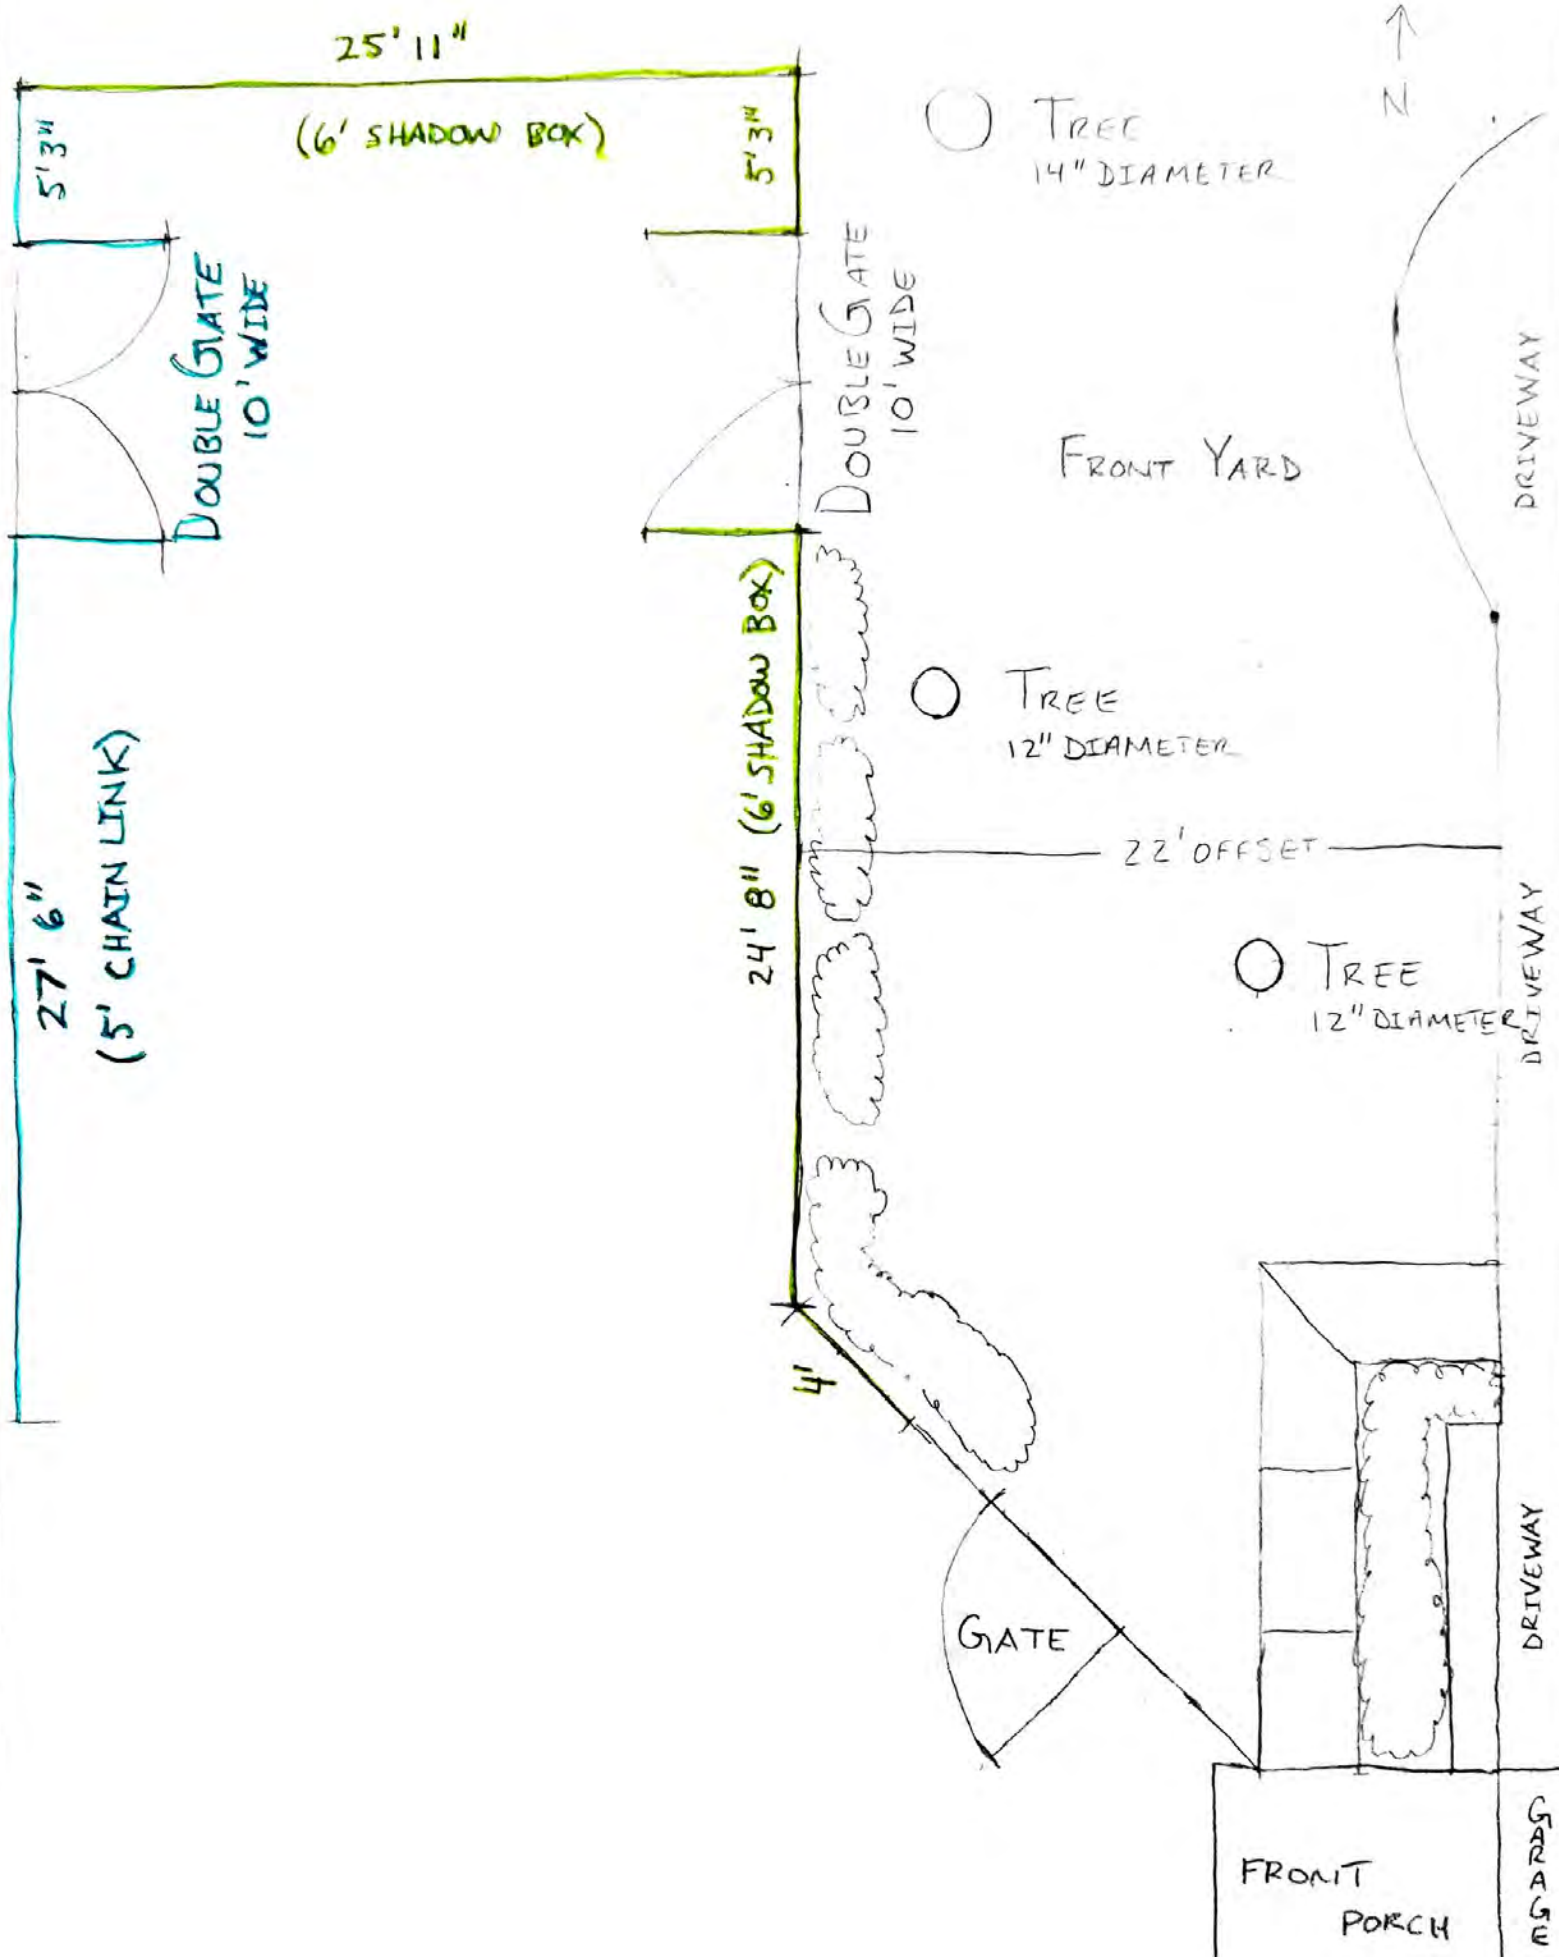 25' 11"
(6' SHADOW BOX)
5'3"
5'3"
N
TREE
14" DIAMETER
DOUBLE GATE
10' WIDE
DOUBLE GATE
10' WIDE
FRONT YARD
DRIVEWAY
TREE
12" DIAMETER
27' 6"
(5' CHAIN LINK)
24' 8" (6' SHADOW BOX)
22' OFFSET
TREE
12" DIAMETER
DRIVEWAY
4'
GATE
DRIVEWAY
FRONT
PORCH
GARAGE